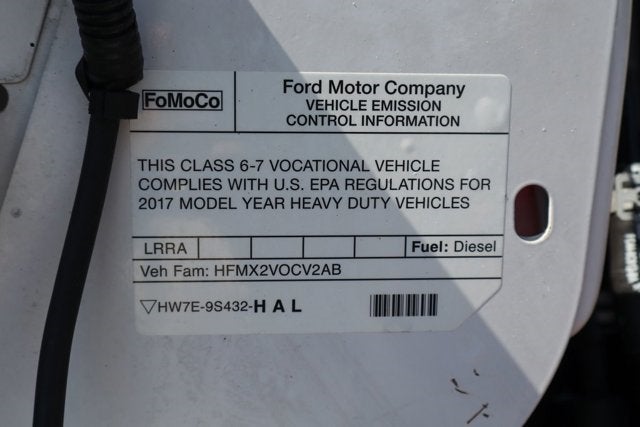 FoMoCo
Ford Motor Company
VEHICLE EMISSION
CONTROL INFORMATION
THIS CLASS 6-7 VOCATIONAL VEHICLE
COMPLIES WITH U.S. EPA REGULATIONS FOR
2017 MODEL YEAR HEAVY DUTY VEHICLES
LRRA Fuel: Diesel
Veh Fam: HFMX2VOCV2AB
▽HW7E-9S432-HAL